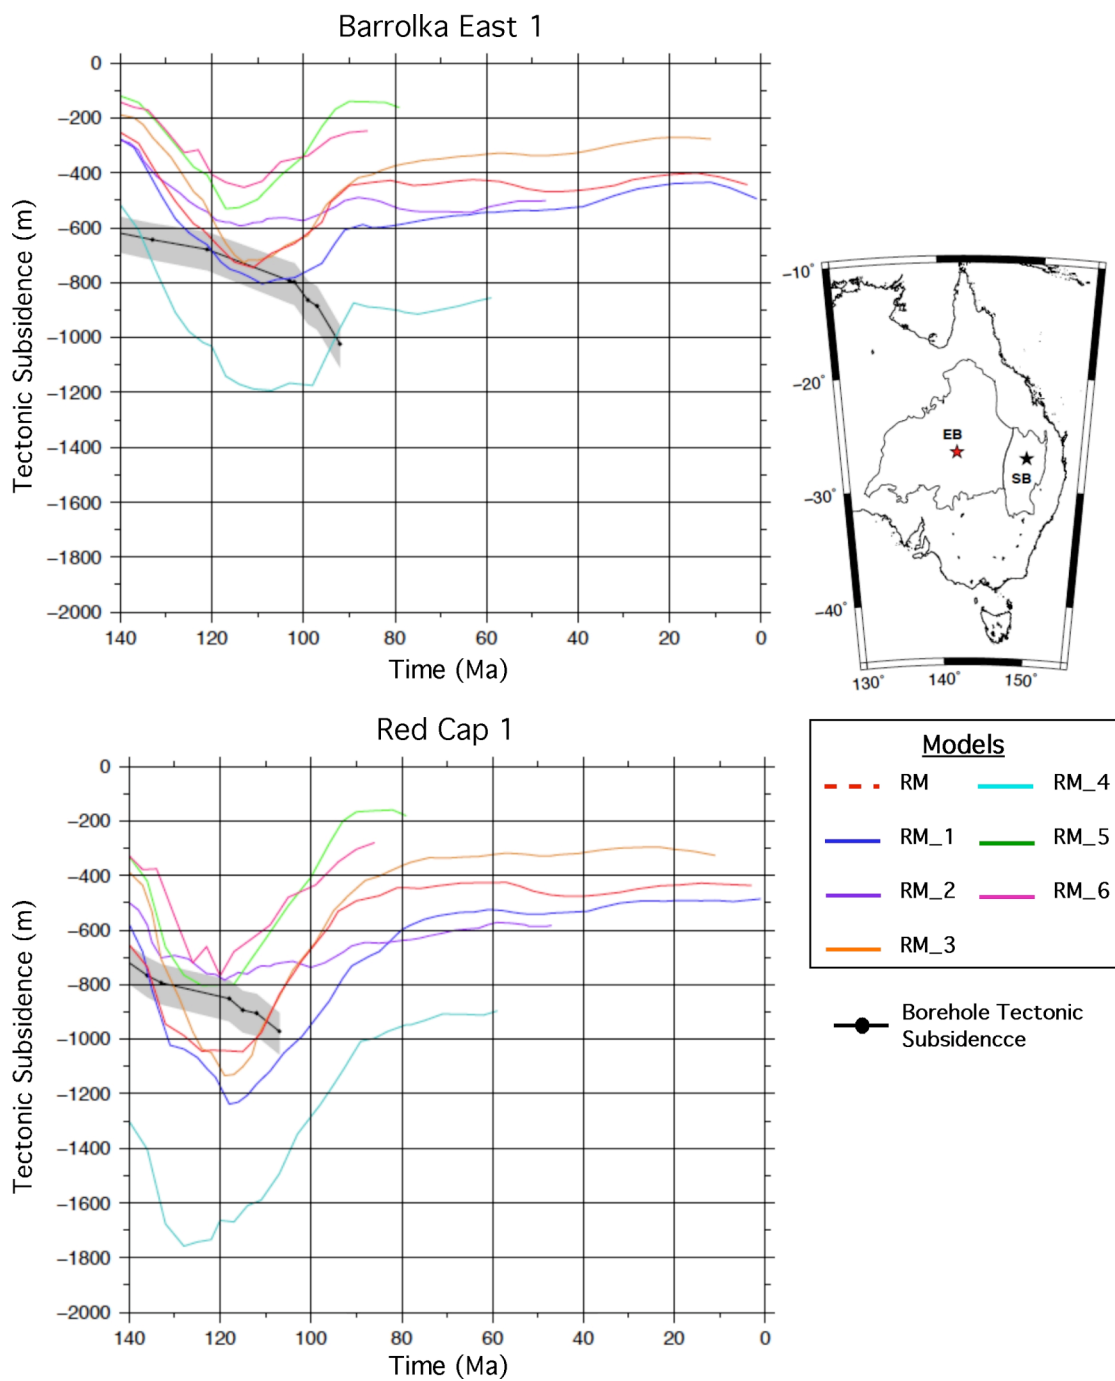 Barrolka East 1
0
−200
−400
−600
−800
−1000
−1200
−1400
−1600
−1800
−2000
Tectonic Subsidence (m)
140 120 100 80 60 40 20 0
Time (Ma)
−10°
−20°
−30°
−40°
EB
SB
130° 140° 150°
Red Cap 1
0
−200
−400
−600
−800
−1000
−1200
−1400
−1600
−1800
−2000
Tectonic Subsidence (m)
140 120 100 80 60 40 20 0
Time (Ma)
Models
RM RM_4
RM_1 RM_5
RM_2 RM_6
RM_3
Borehole Tectonic
Subsidencce